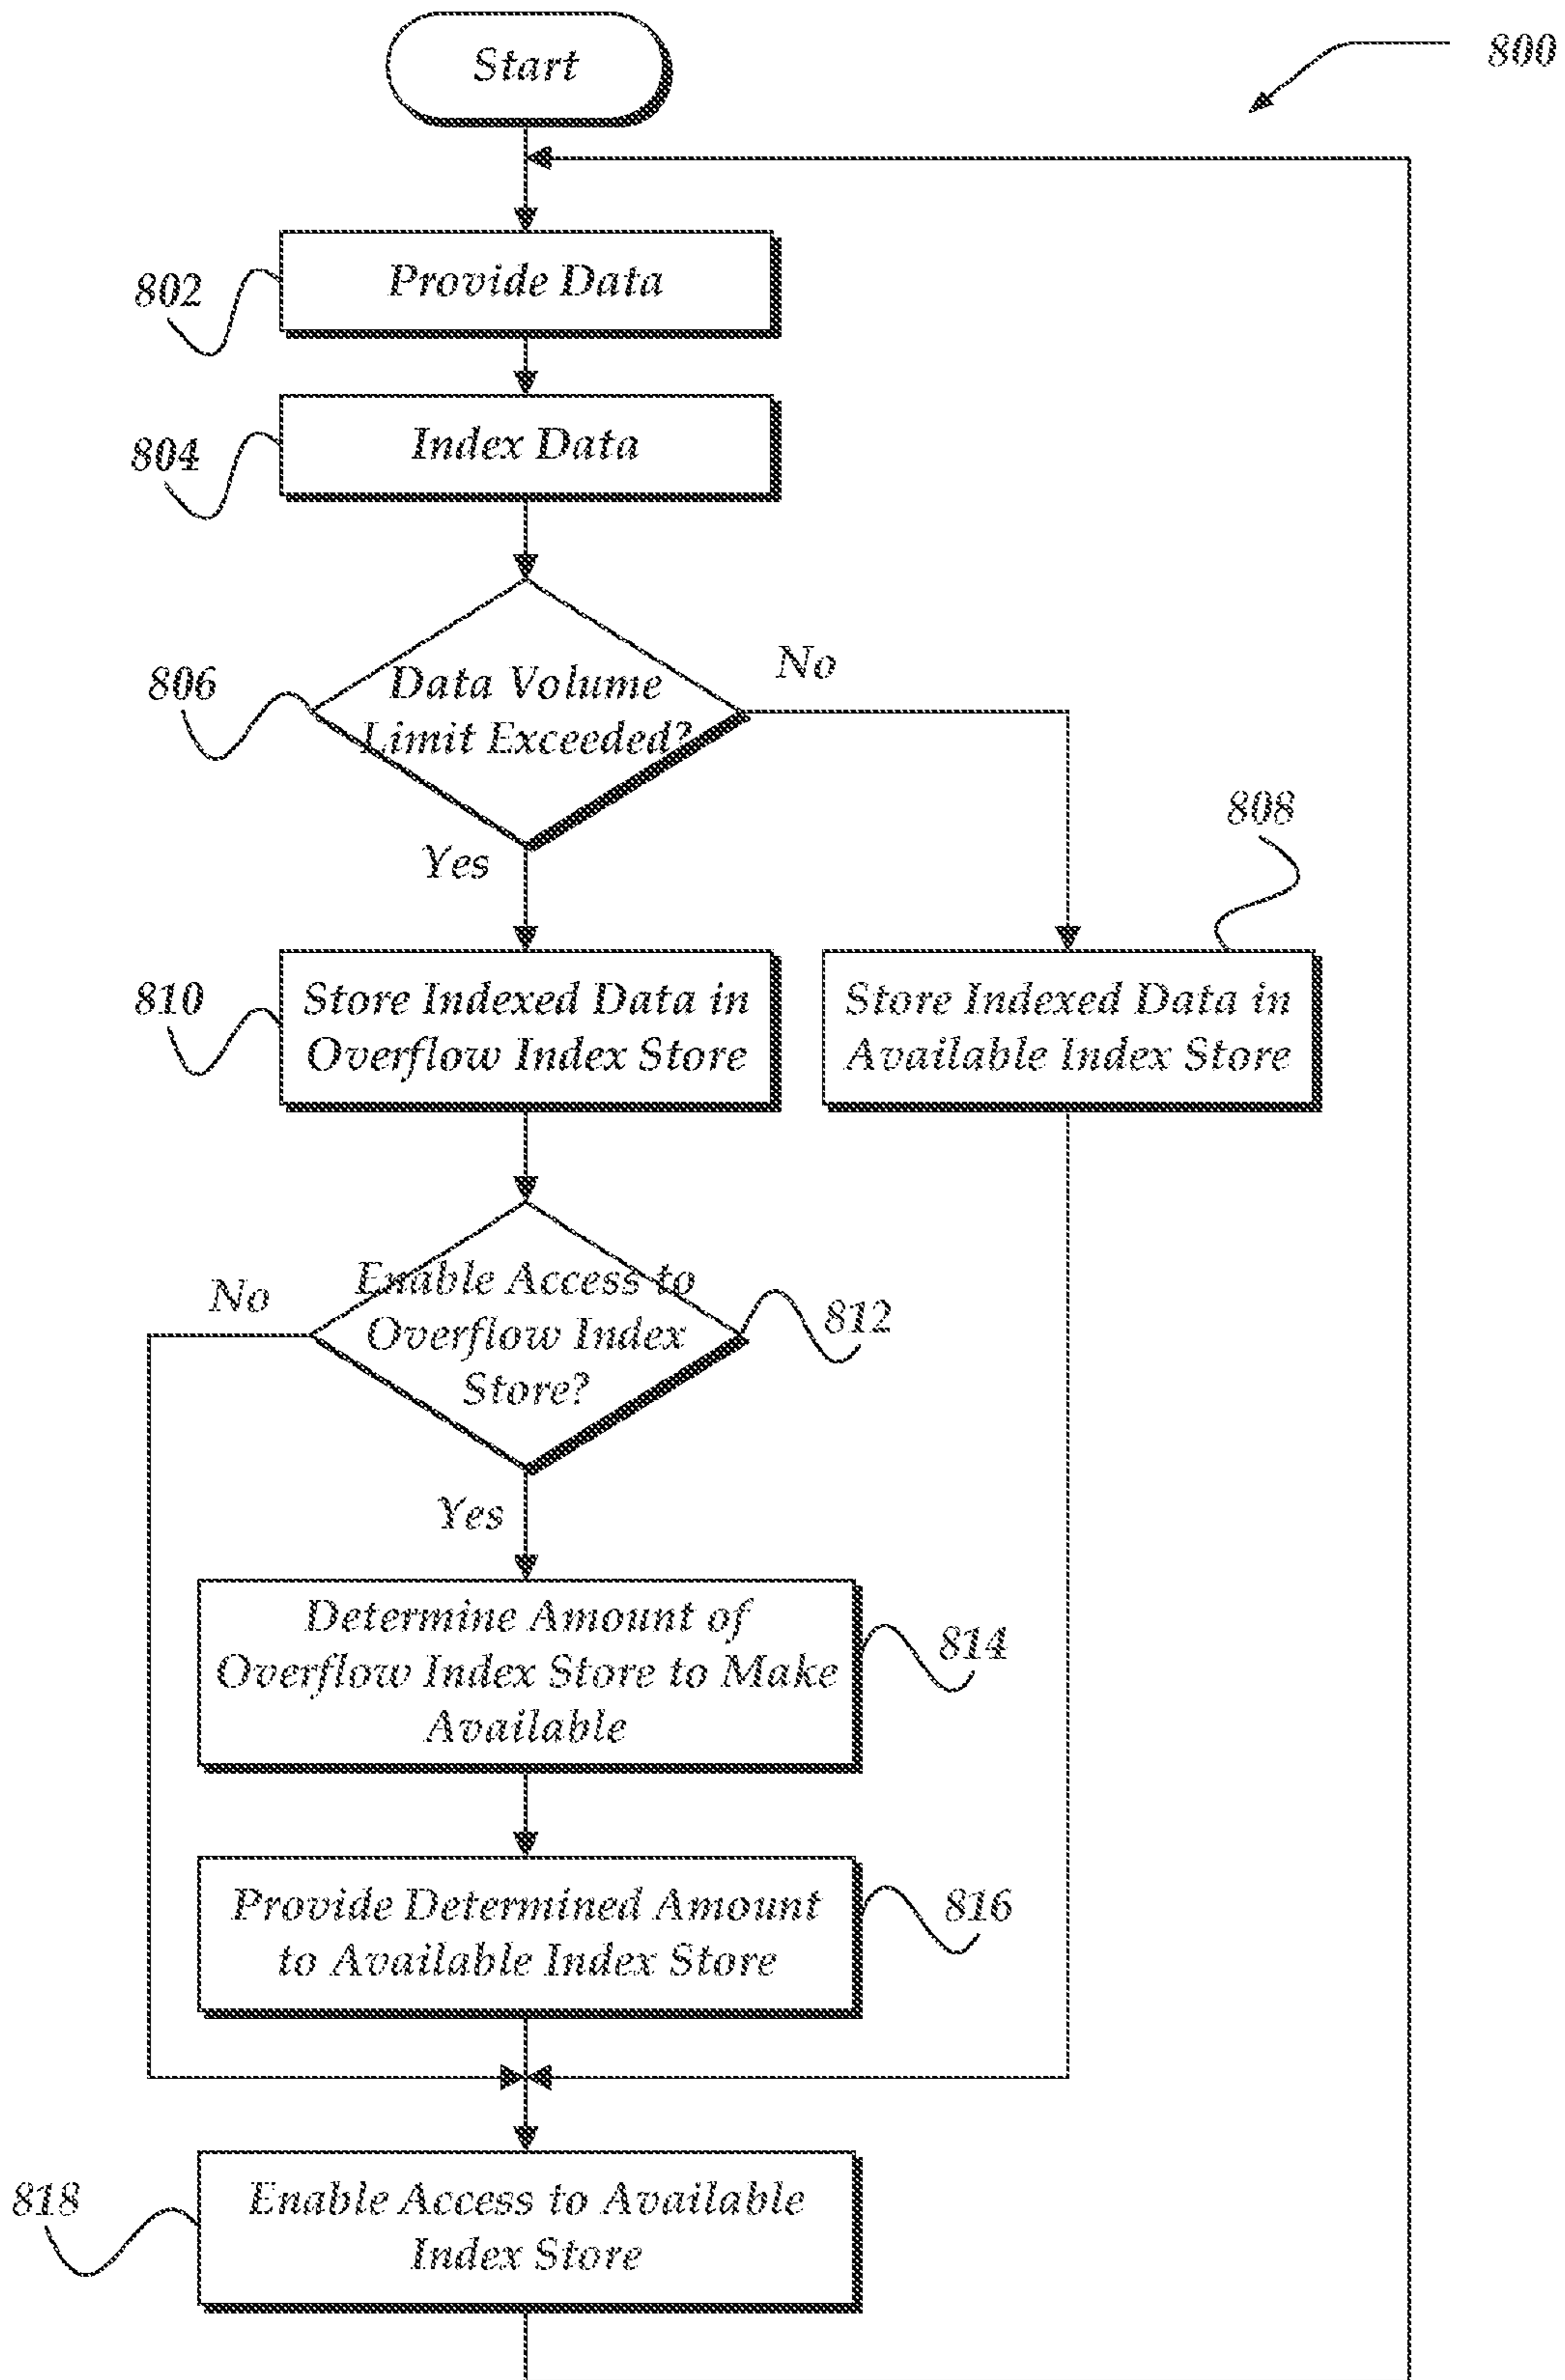 Start
800
802
Provide Data
804
Index Data
806
Data Volume
Limit Exceeded?
No
Yes
808
810
Store Indexed Data in
Overflow Index Store
Store Indexed Data in
Available Index Store
No
Enable Access to
Overflow Index
Store?
812
Yes
Determine Amount of
Overflow Index Store to Make
Available
814
Provide Determined Amount
to Available Index Store
816
818
Enable Access to Available
Index Store